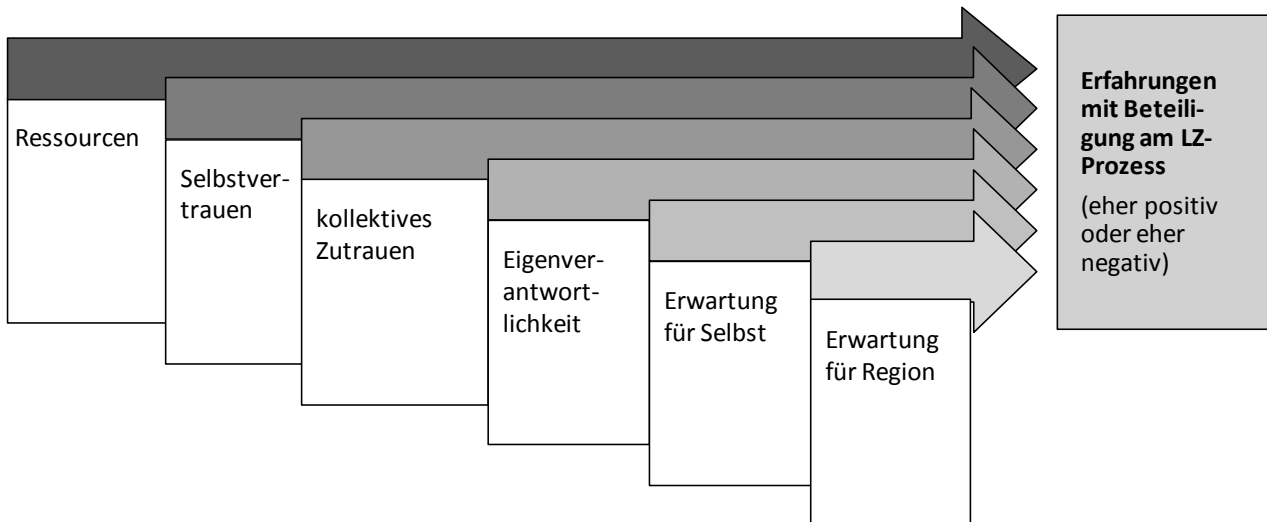 Ressourcen
Selbstver-
trauen
kollektives
Zutrauen
Eigenver-
antwort-
lichkeit
Erwartung
für Selbst
Erwartung
für Region
Erfahrungen
mit Beteili-
gung am LZ-
Prozess
(eher positiv
oder eher
negativ)